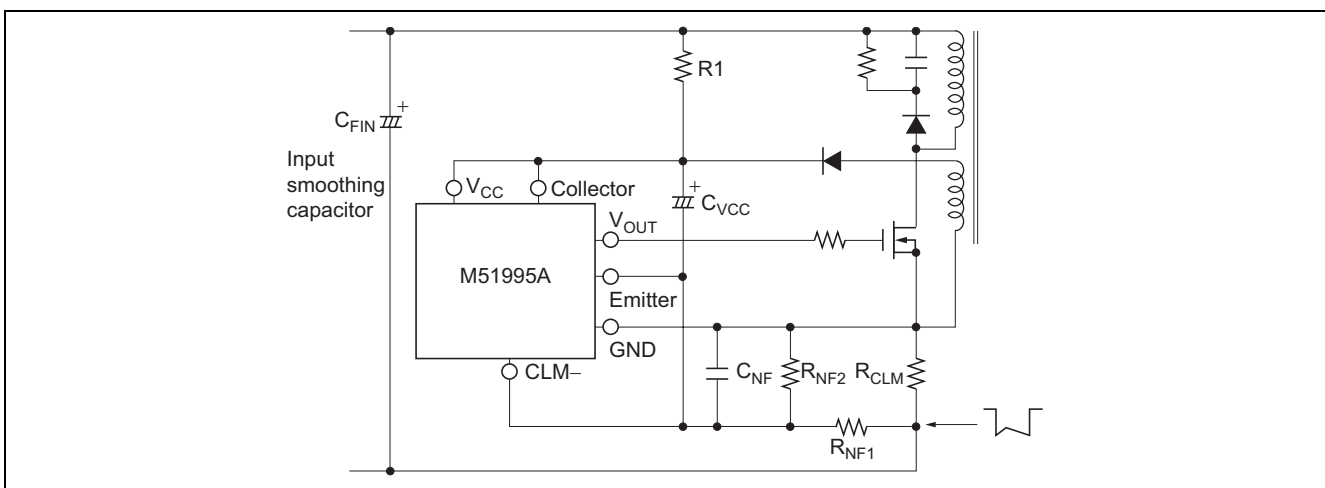 R1
+
C_FIN
Input
smoothing
capacitor
V_CC
Collector
+
C_VCC
V_OUT
M51995A
Emitter
GND
CLM−
C_NF
R_NF2
R_CLM
R_NF1